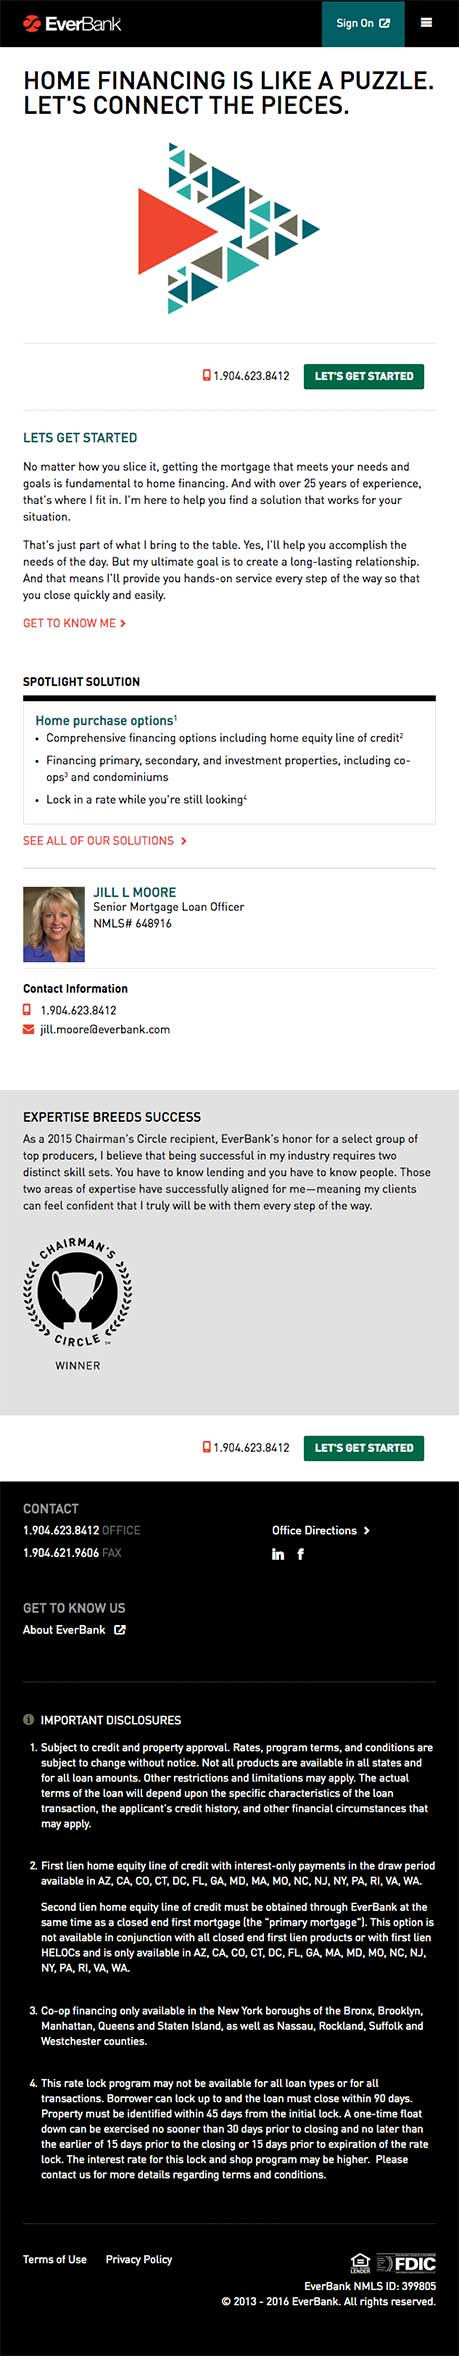 EverBank
Sign On
HOME FINANCING IS LIKE A PUZZLE.
LET'S CONNECT THE PIECES.
1.904.623.8412
LET'S GET STARTED
LETS GET STARTED
No matter how you slice it, getting the mortgage that meets your needs and
goals is fundamental to home financing. And with over 25 years of experience,
that's where I fit in. I'm here to help you find a solution that works for your
situation.
That's just part of what I bring to the table. Yes, I'll help you accomplish the
needs of the day. But my ultimate goal is to create a long-lasting relationship.
And that means I'll provide you hands-on service every step of the way so that
you close quickly and easily.
GET TO KNOW ME >
SPOTLIGHT SOLUTION
Home purchase options¹
• Comprehensive financing options including home equity line of credit²
• Financing primary, secondary, and investment properties, including co-
ops³ and condominiums
• Lock in a rate while you're still looking⁴
SEE ALL OF OUR SOLUTIONS >
JILL L MOORE
Senior Mortgage Loan Officer
NMLS# 648916
Contact Information
1.904.623.8412
jill.moore@everbank.com
EXPERTISE BREEDS SUCCESS
As a 2015 Chairman's Circle recipient, EverBank's honor for a select group of
top producers, I believe that being successful in my industry requires two
distinct skill sets. You have to know lending and you have to know people. Those
two areas of expertise have successfully aligned for me—meaning my clients
can feel confident that I truly will be with them every step of the way.
CHAIRMAN'S
CIRCLE ™
WINNER
1.904.623.8412
LET'S GET STARTED
CONTACT
1.904.623.8412 OFFICE
Office Directions >
1.904.621.9606 FAX
in f
GET TO KNOW US
About EverBank
IMPORTANT DISCLOSURES
1. Subject to credit and property approval. Rates, program terms, and conditions are
subject to change without notice. Not all products are available in all states and
for all loan amounts. Other restrictions and limitations may apply. The actual
terms of the loan will depend upon the specific characteristics of the loan
transaction, the applicant's credit history, and other financial circumstances that
may apply.
2. First lien home equity line of credit with interest-only payments in the draw period
available in AZ, CA, CO, CT, DC, FL, GA, MD, MA, MO, NC, NJ, NY, PA, RI, VA, WA.
Second lien home equity line of credit must be obtained through EverBank at the
same time as a closed end first mortgage (the "primary mortgage"). This option is
not available in conjunction with all closed end first lien products or with first lien
HELOCs and is only available in AZ, CA, CO, CT, DC, FL, GA, MA, MD, MO, NC, NJ,
NY, PA, RI, VA, WA.
3. Co-op financing only available in the New York boroughs of the Bronx, Brooklyn,
Manhattan, Queens and Staten Island, as well as Nassau, Rockland, Suffolk and
Westchester counties.
4. This rate lock program may not be available for all loan types or for all
transactions. Borrower can lock up to and the loan must close within 90 days.
Property must be identified within 45 days from the initial lock. A one-time float
down can be exercised no sooner than 30 days prior to closing and no later than
the earlier of 15 days prior to the closing or 15 days prior to expiration of the rate
lock. The interest rate for this lock and shop program may be higher. Please
contact us for more details regarding terms and conditions.
Terms of Use
Privacy Policy
LENDER
FDIC
EverBank NMLS ID: 399805
© 2013 - 2016 EverBank. All rights reserved.